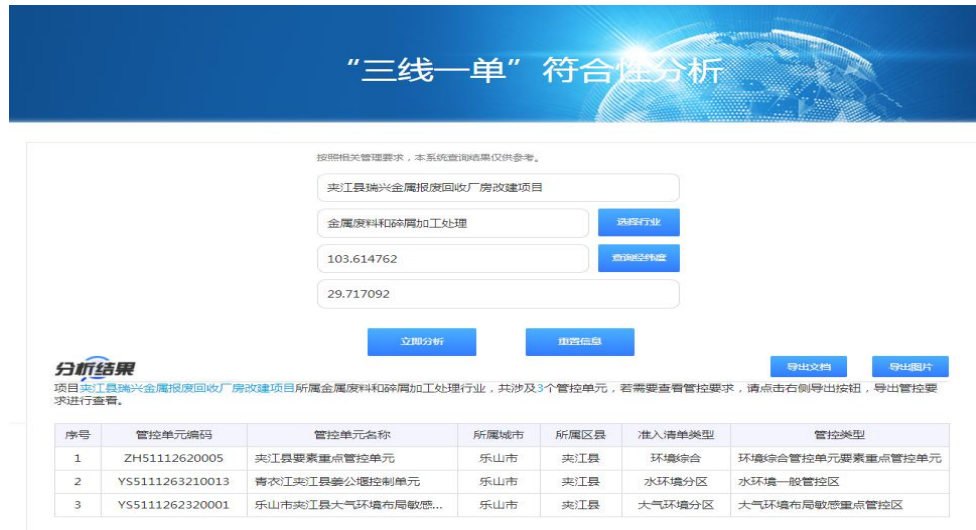 “三线一单”符合性分析
按照相关管理要求，本系统查询结果仅供参考。
夹江县瑞兴金属报废回收厂房改建项目
金属废料和碎屑加工处理 选择行业
103.614762 查询经纬度
29.717092
立即分析 重置信息
分析结果 导出文档 导出图片
项目夹江县瑞兴金属报废回收厂房改建项目所属金属废料和碎屑加工处理行业，共涉及3个管控单元，若需要查看管控要求，请点击右侧导出按钮，导出管控要
求进行查看。
序号 管控单元编码 管控单元名称 所属城市 所属区县 准入清单类型 管控类型
1 ZH51112620005 夹江县要素重点管控单元 乐山市 夹江县 环境综合 环境综合管控单元要素重点管控单元
2 YS5111263210013 青衣江夹江县姜公堰控制单元 乐山市 夹江县 水环境分区 水环境一般管控区
3 YS5111262320001 乐山市夹江县大气环境布局敏感... 乐山市 夹江县 大气环境分区 大气环境布局敏感重点管控区